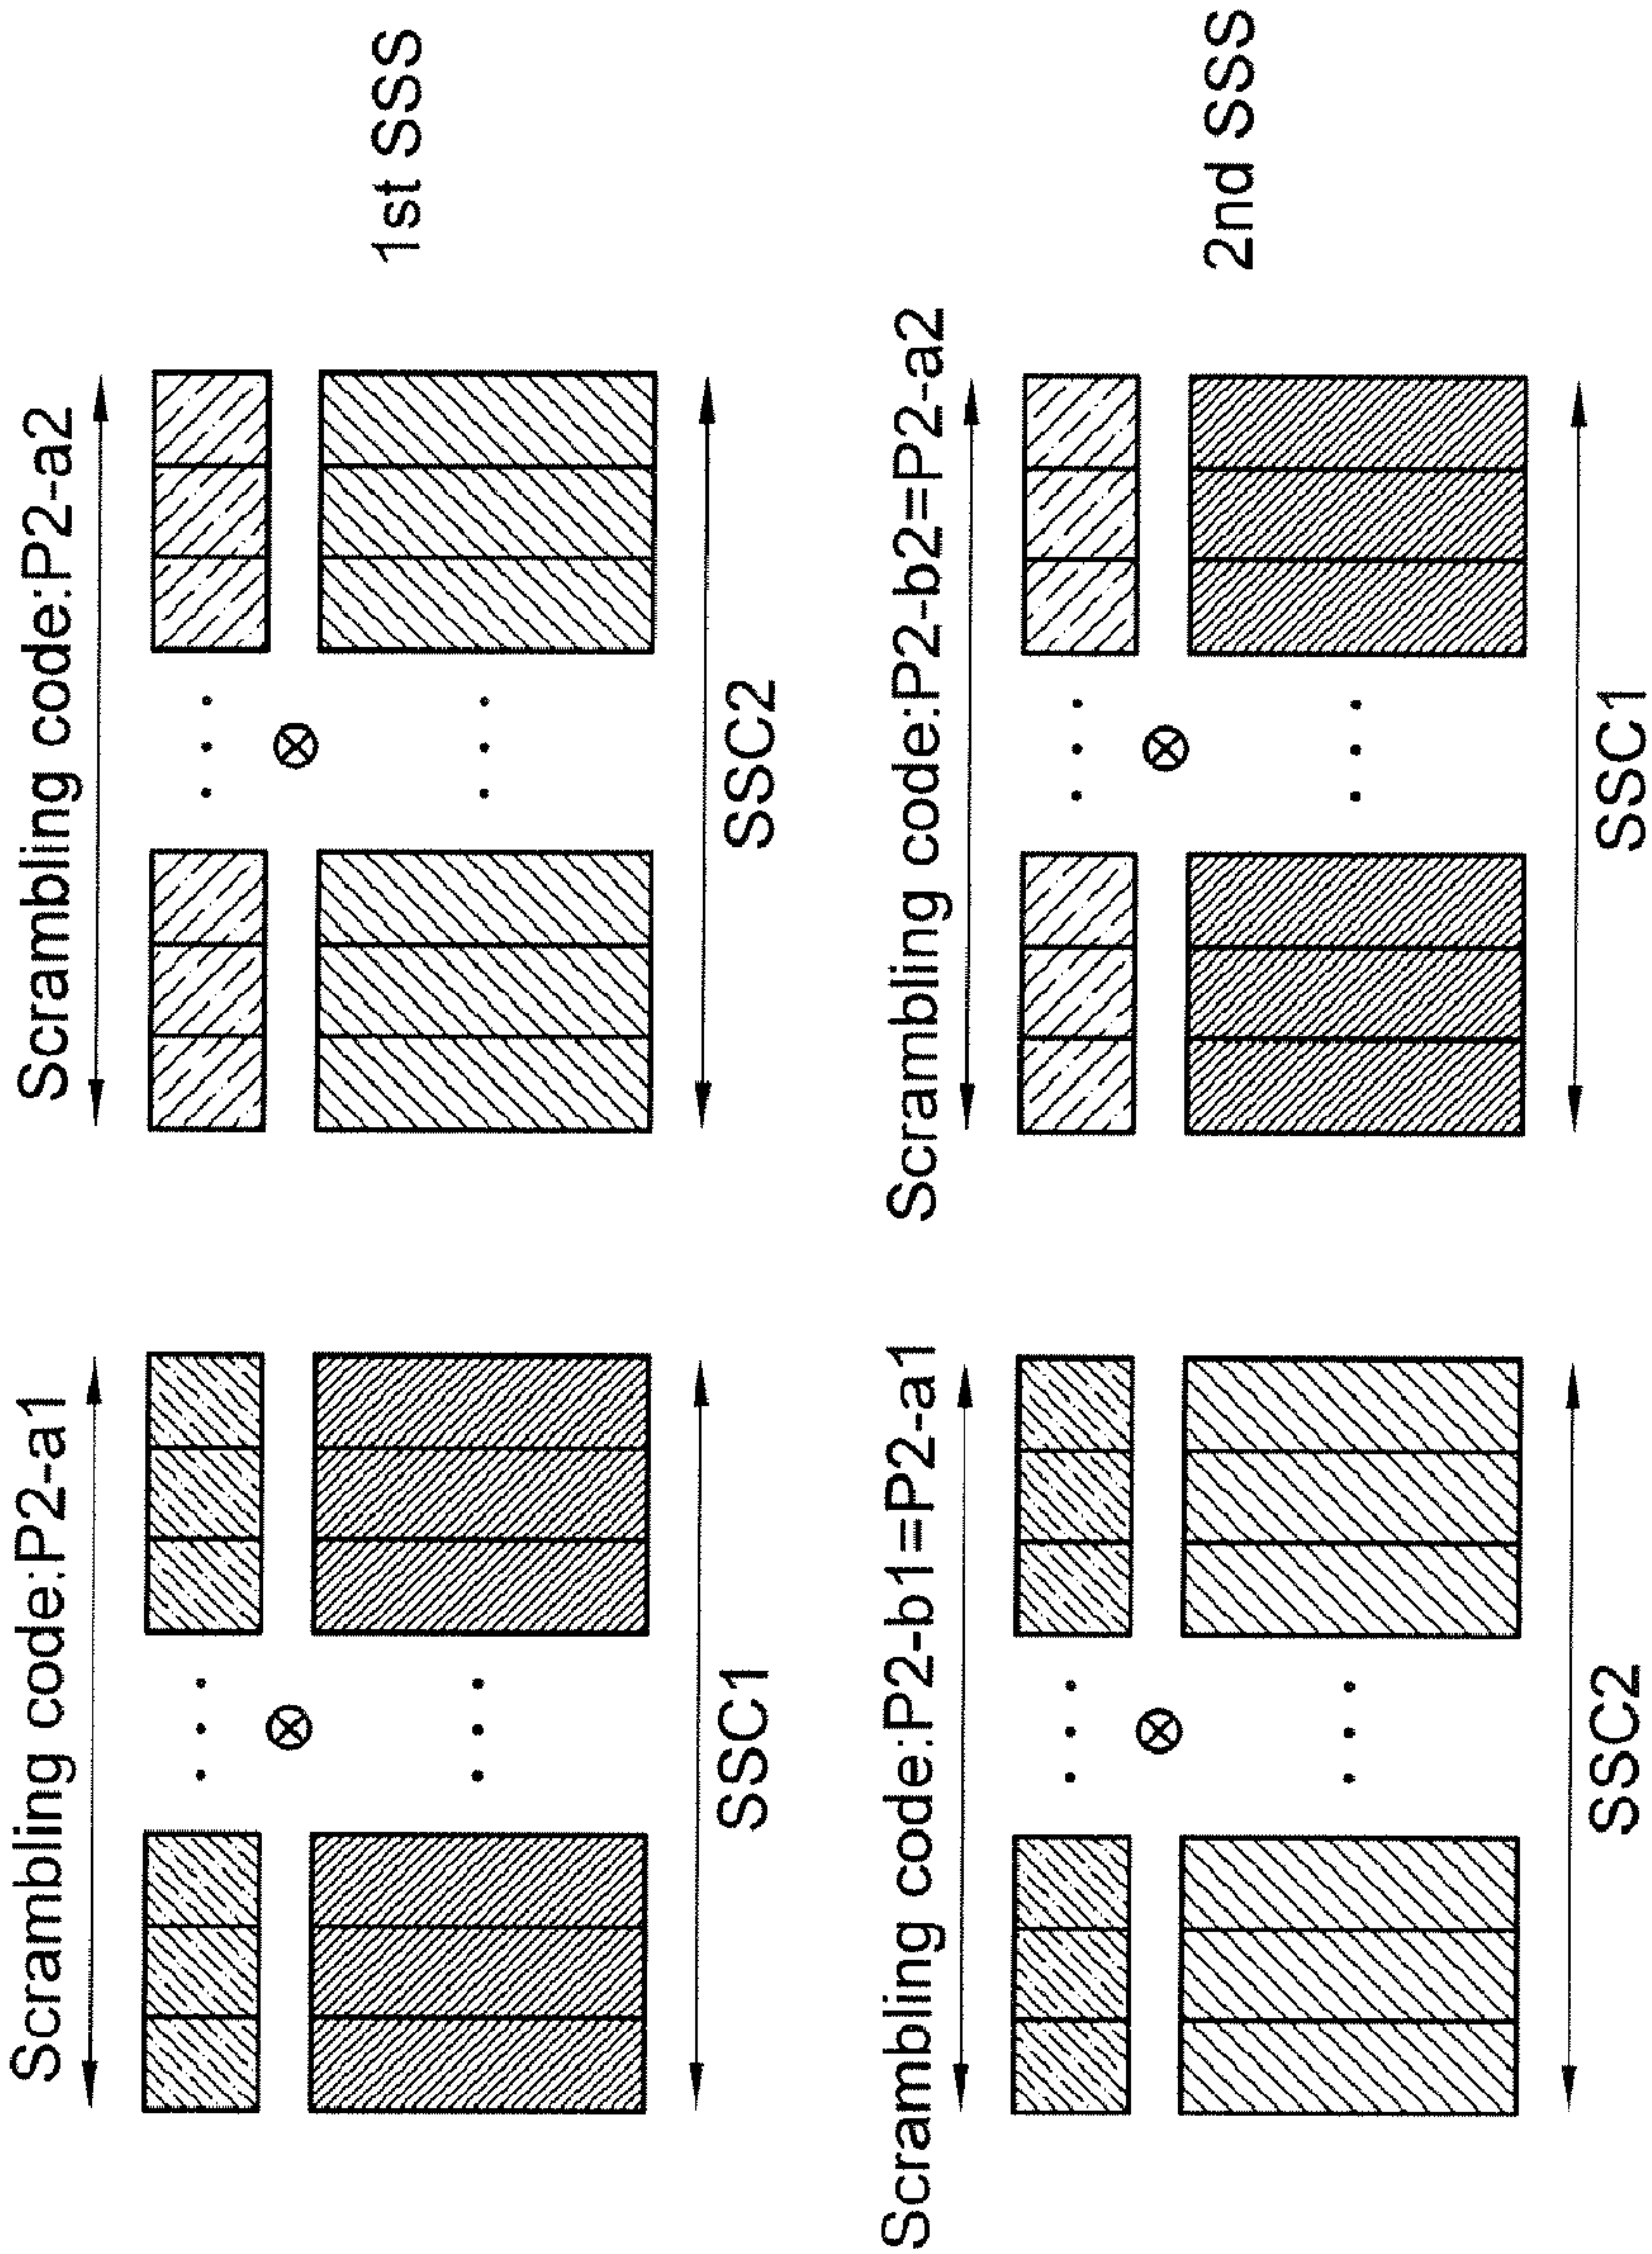 Scrambling code:P2-a1
Scrambling code:P2-a2
SSC1
SSC2
1st SSS
Scrambling code:P2-b1=P2-a1
Scrambling code:P2-b2=P2-a2
SSC2
SSC1
2nd SSS